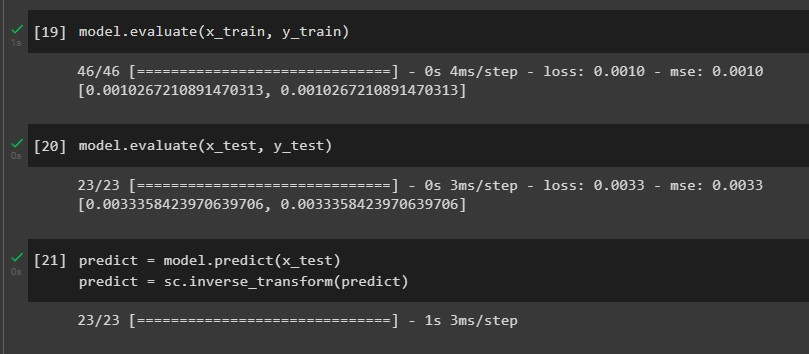 [19] model.evaluate(x_train, y_train)
1s
46/46 [==============================] - 0s 4ms/step - loss: 0.0010 - mse: 0.0010
[0.0010267210891470313, 0.0010267210891470313]
[20] model.evaluate(x_test, y_test)
0s
23/23 [==============================] - 0s 3ms/step - loss: 0.0033 - mse: 0.0033
[0.0033358423970639706, 0.0033358423970639706]
[21] predict = model.predict(x_test)
0s
predict = sc.inverse_transform(predict)
23/23 [==============================] - 1s 3ms/step